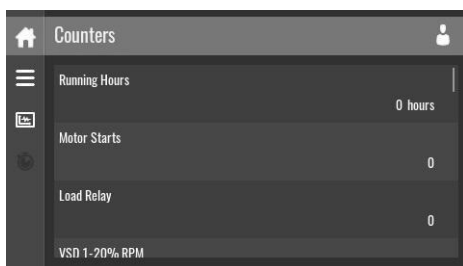 Counters
Running Hours
0 hours
Motor Starts
0
Load Relay
0
VSD 1-20% RPM